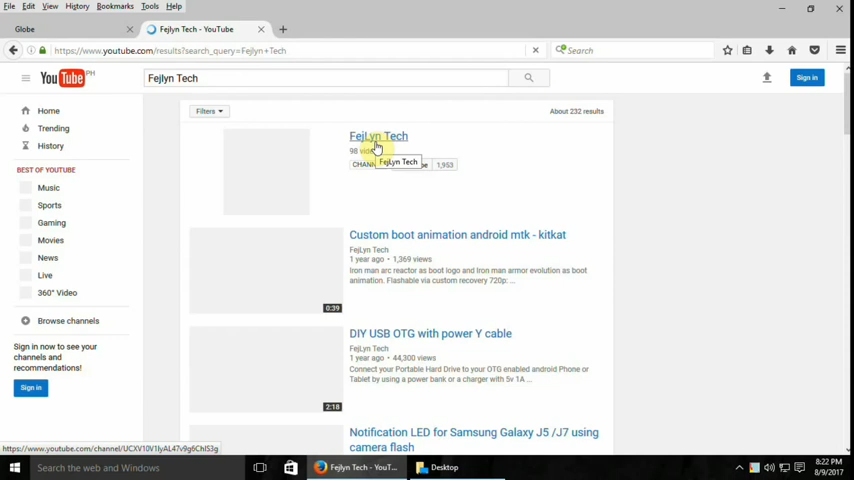 File Edit View History Bookmarks Tools Help
Globe
Fejlyn Tech - YouTube
https://www.youtube.com/results?search_query=Fejlyn+Tech
Search
YouTube PH
Fejlyn Tech
Sign in
Home
Trending
History
BEST OF YOUTUBE
Music
Sports
Gaming
Movies
News
Live
360° Video
Browse channels
Sign in now to see your
channels and
recommendations!
Sign in
Filters
About 232 results
FejLyn Tech
98
1,953
FejLyn Tech
Custom boot animation android mtk - kitkat
FejLyn Tech
1 year ago • 1,369 views
Iron man arc reactor as boot logo and Iron man armor evolution as boot
animation. Flashable via custom recovery 720p: ...
0:39
DIY USB OTG with power Y cable
FejLyn Tech
1 year ago • 44,300 views
Connect your Portable Hard Drive to your OTG enabled android Phone or
Tablet by using a power bank or a charger with 5v 1A ...
2:18
Notification LED for Samsung Galaxy J5 /J7 using
camera flash
Search the web and Windows
Fejlyn Tech - YouT...
Desktop
8:22 PM
8/9/2017